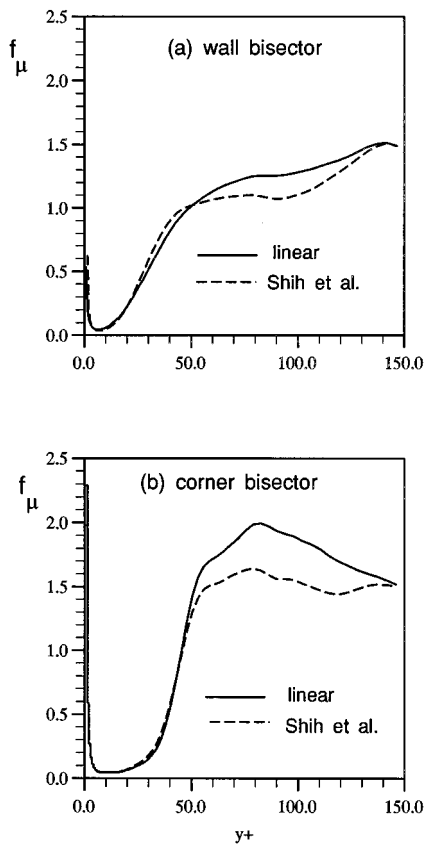 2.5
(a) wall bisector
f
μ
2.0
1.5
1.0
linear
0.5
Shih et al.
0.0
0.0 50.0 100.0 150.0
2.5
(b) corner bisector
f
μ
2.0
1.5
1.0
linear
0.5
Shih et al.
0.0
0.0 50.0 100.0 150.0
y+